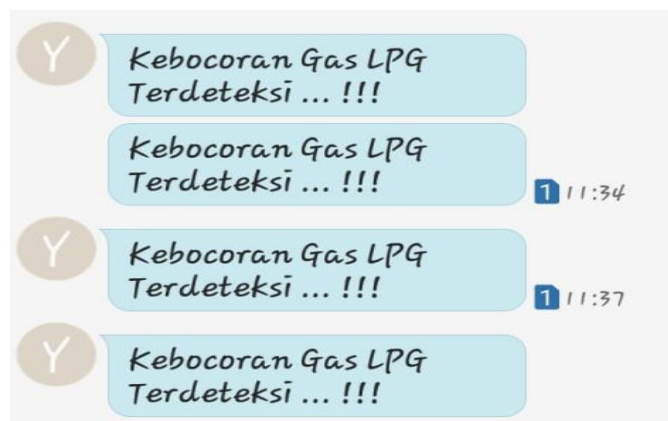 Y
Kebocoran Gas LPG
Terdeteksi ... !!!
Kebocoran Gas LPG
Terdeteksi ... !!!
1 11:34
Y
Kebocoran Gas LPG
Terdeteksi ... !!!
1 11:37
Y
Kebocoran Gas LPG
Terdeteksi ... !!!